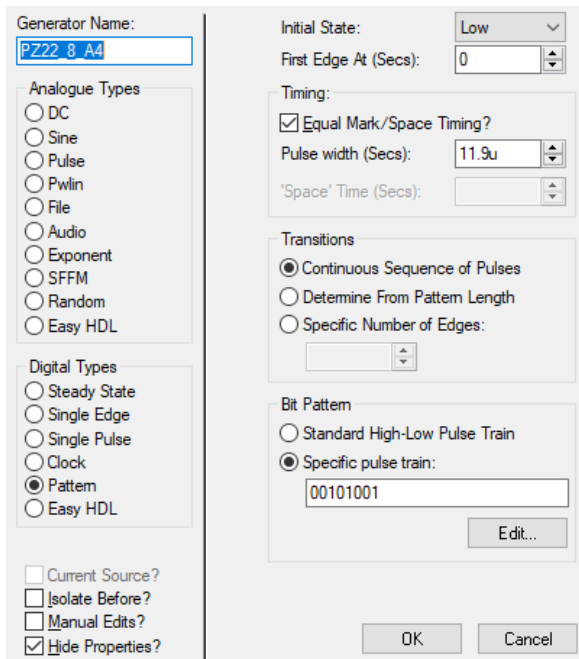 Generator Name:
PZ22_8_A4
Analogue Types
DC
Sine
Pulse
Pwlin
File
Audio
Exponent
SFFM
Random
Easy HDL
Digital Types
Steady State
Single Edge
Single Pulse
Clock
Pattern
Easy HDL
Current Source?
Isolate Before?
Manual Edits?
Hide Properties?
Initial State: Low
First Edge At (Secs): 0
Timing:
Equal Mark/Space Timing?
Pulse width (Secs): 11.9u
'Space' Time (Secs):
Transitions
Continuous Sequence of Pulses
Determine From Pattern Length
Specific Number of Edges:
Bit Pattern
Standard High-Low Pulse Train
Specific pulse train:
00101001
Edit...
OK Cancel